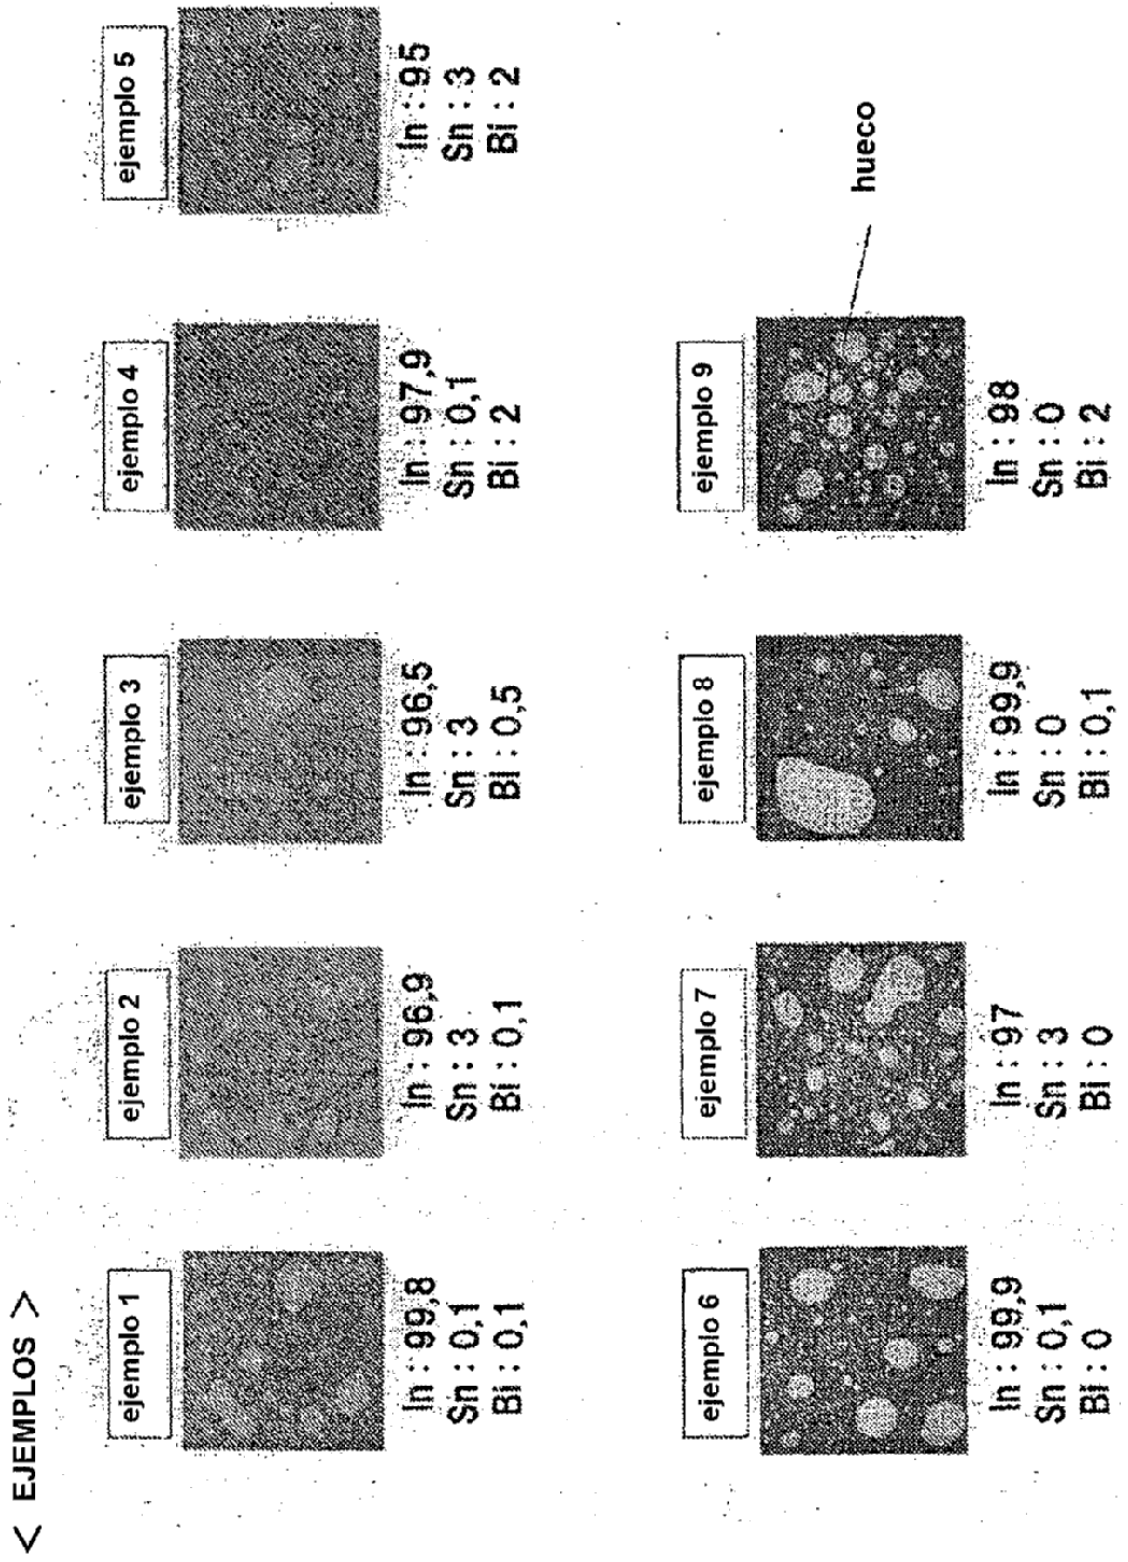 < EJEMPLOS >
ejemplo 1
In : 99,8
Sn : 0,1
Bi : 0,1
ejemplo 2
In : 96,9
Sn : 3
Bi : 0,1
ejemplo 3
In : 96,5
Sn : 3
Bi : 0,5
ejemplo 4
In : 97,9
Sn : 0,1
Bi : 2
ejemplo 5
In : 95
Sn : 3
Bi : 2
ejemplo 6
In : 99,9
Sn : 0,1
Bi : 0
ejemplo 7
In : 97
Sn : 3
Bi : 0
ejemplo 8
In : 99,9
Sn : 0
Bi : 0,1
ejemplo 9
In : 98
Sn : 0
Bi : 2
hueco